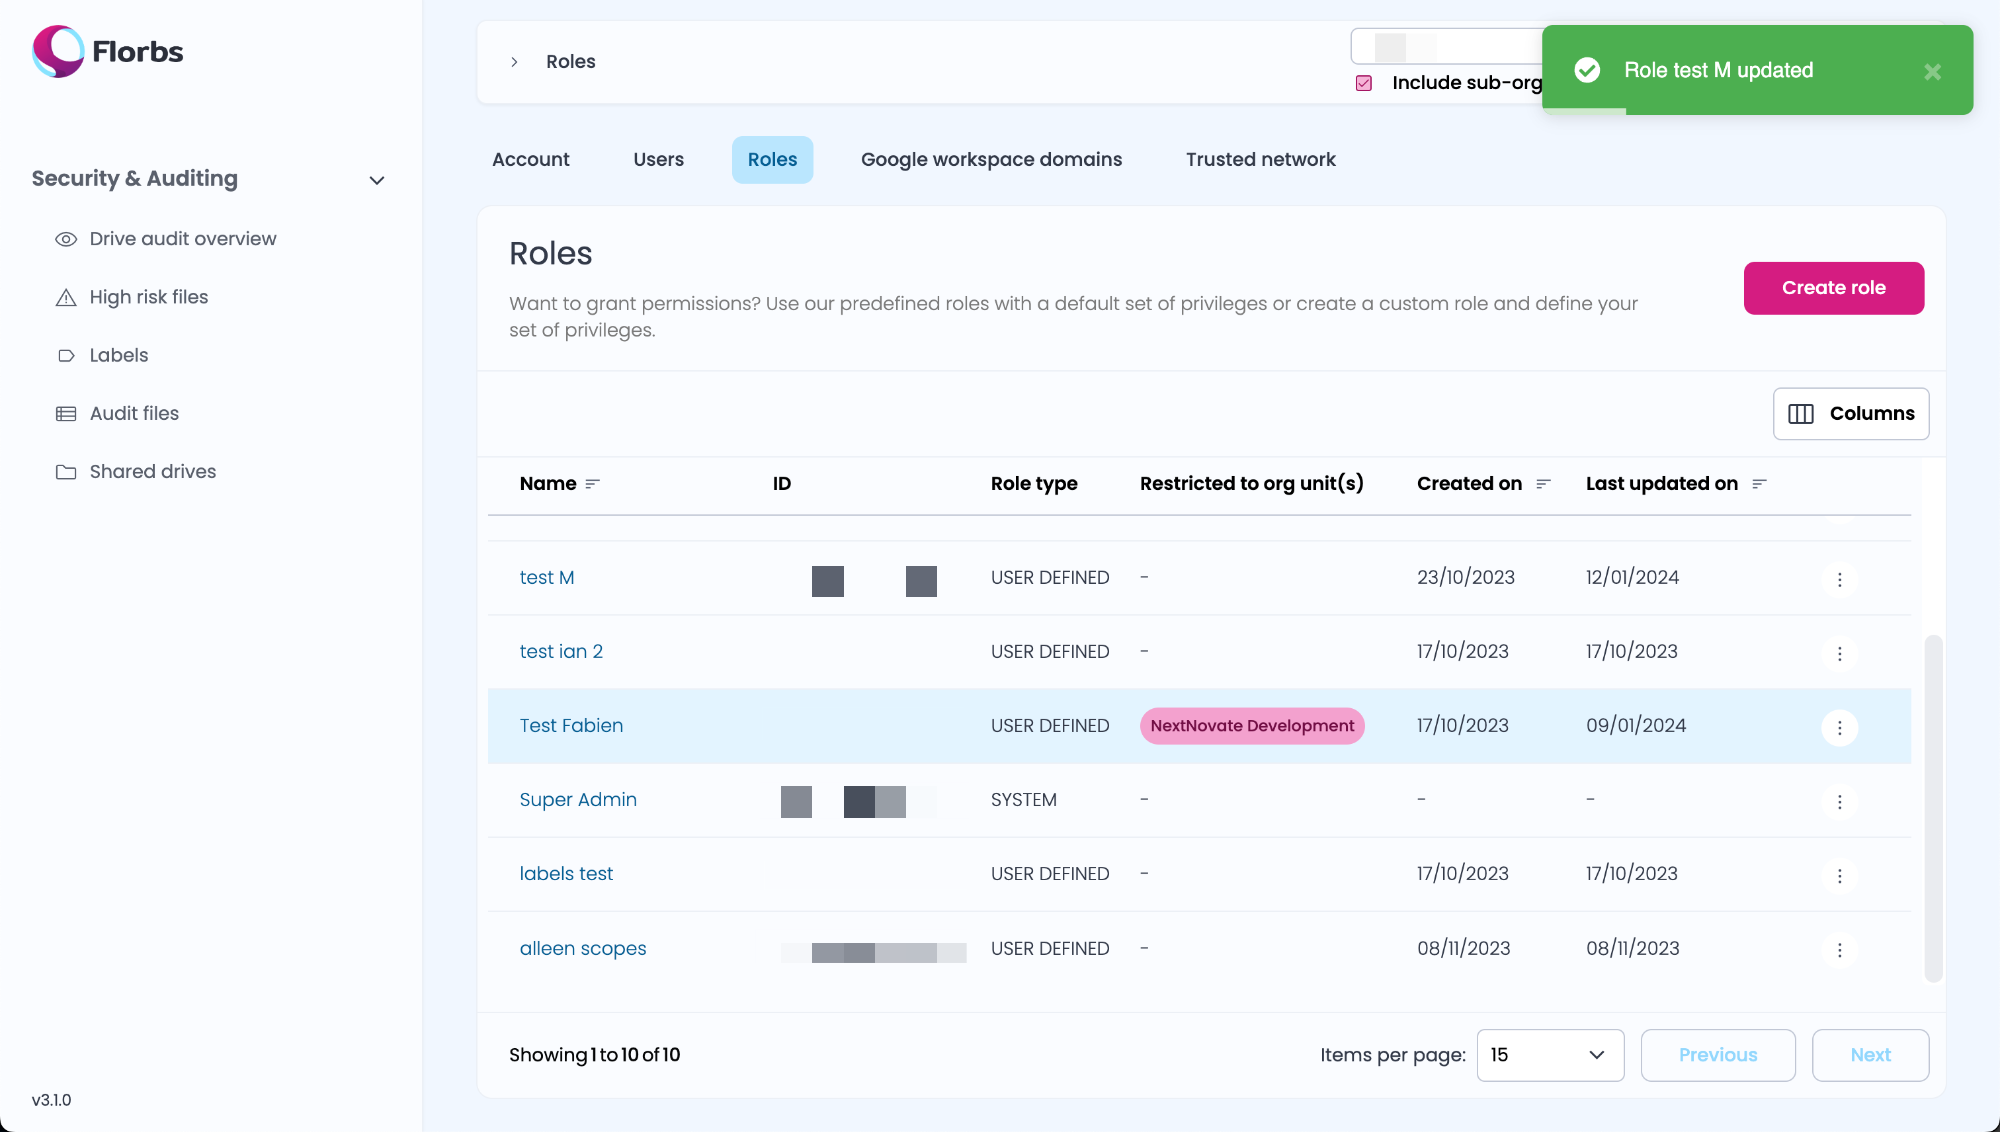 Florbs
Roles
Include sub-org
Role test M updated
Security & Auditing
Drive audit overview
High risk files
Labels
Audit files
Shared drives
v3.1.0
Account
Users
Roles
Google workspace domains
Trusted network
Roles
Want to grant permissions? Use our predefined roles with a default set of privileges or create a custom role and define your
set of privileges.
Create role
Columns
Name ID Role type Restricted to org unit(s) Created on Last updated on
test M USER DEFINED - 23/10/2023 12/01/2024
test ian 2 USER DEFINED - 17/10/2023 17/10/2023
Test Fabien USER DEFINED NextNovate Development 17/10/2023 09/01/2024
Super Admin SYSTEM - - -
labels test USER DEFINED - 17/10/2023 17/10/2023
alleen scopes USER DEFINED - 08/11/2023 08/11/2023
Showing 1 to 10 of 10
Items per page: 15
Previous
Next